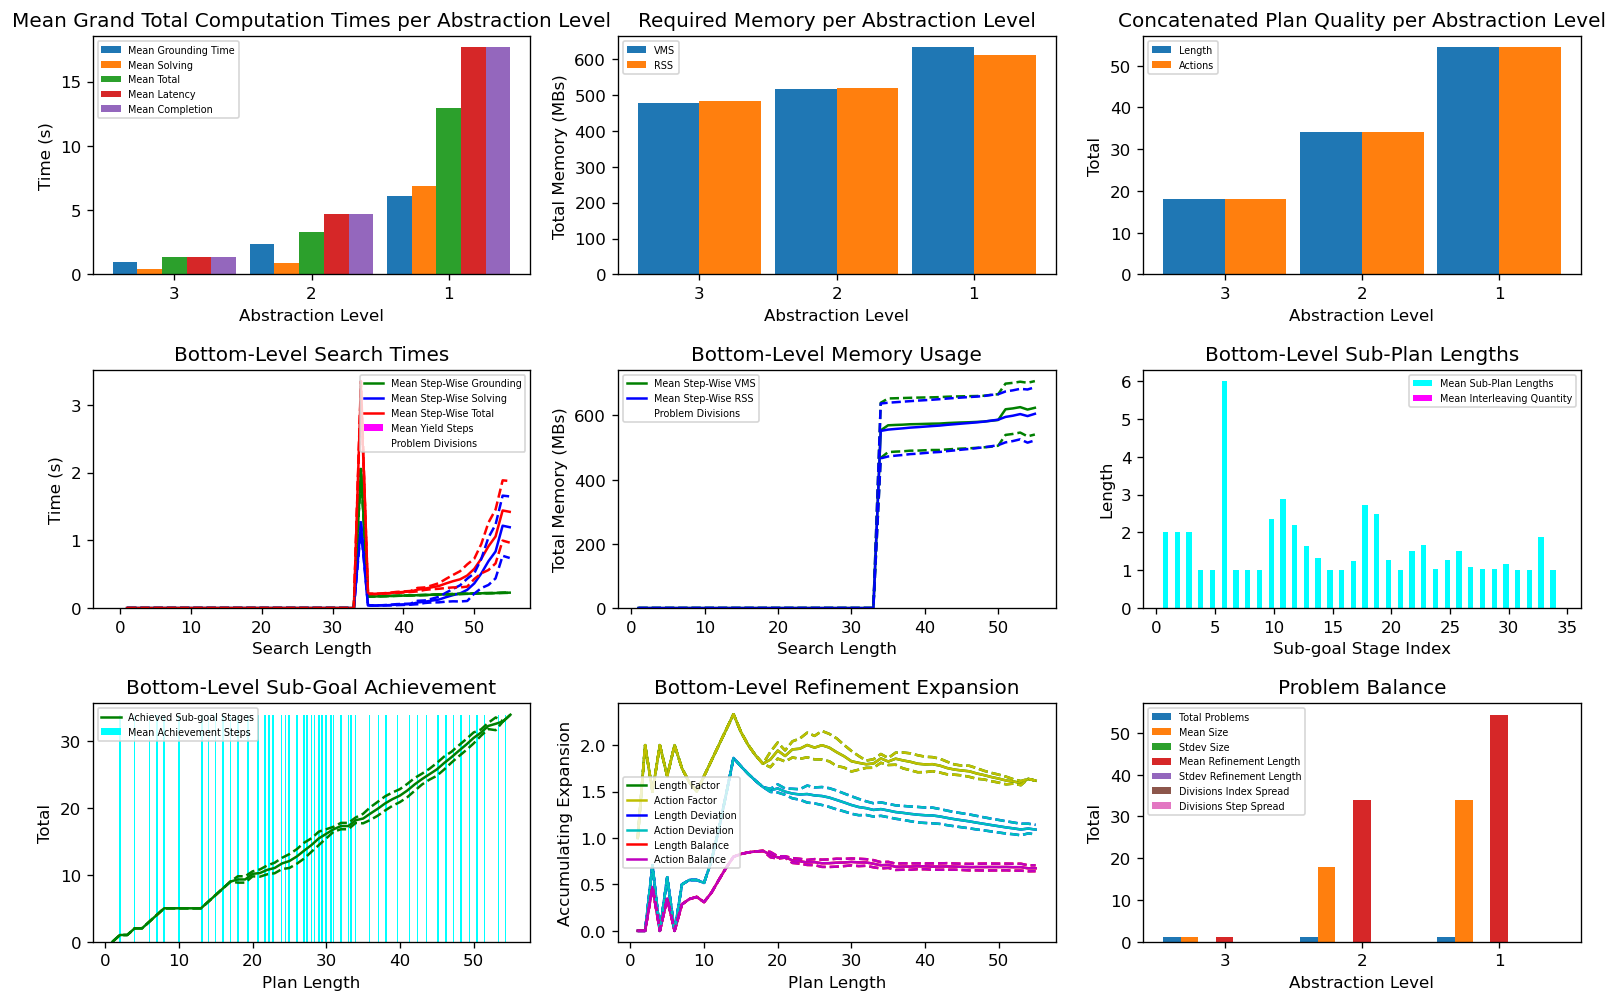 Mean Grand Total Computation Times per Abstraction Level
Mean Grounding Time
Mean Solving
Mean Total
Mean Latency
Mean Completion
Time (s)
0
5
10
15
3
2
1
Abstraction Level
Required Memory per Abstraction Level
VMS
RSS
Total Memory (MBs)
0
100
200
300
400
500
600
3
2
1
Abstraction Level
Concatenated Plan Quality per Abstraction Level
Length
Actions
Total
0
10
20
30
40
50
3
2
1
Abstraction Level
Bottom-Level Search Times
Mean Step-Wise Grounding
Mean Step-Wise Solving
Mean Step-Wise Total
Mean Yield Steps
Problem Divisions
Time (s)
0
1
2
3
0
10
20
30
40
50
Search Length
Bottom-Level Memory Usage
Mean Step-Wise VMS
Mean Step-Wise RSS
Problem Divisions
Total Memory (MBs)
0
200
400
600
0
10
20
30
40
50
Search Length
Bottom-Level Sub-Plan Lengths
Mean Sub-Plan Lengths
Mean Interleaving Quantity
Length
0
1
2
3
4
5
6
0
5
10
15
20
25
30
35
Sub-goal Stage Index
Bottom-Level Sub-Goal Achievement
Achieved Sub-goal Stages
Mean Achievement Steps
Total
0
10
20
30
0
10
20
30
40
50
Plan Length
Bottom-Level Refinement Expansion
Length Factor
Action Factor
Length Deviation
Action Deviation
Length Balance
Action Balance
Accumulating Expansion
0.0
0.5
1.0
1.5
2.0
0
10
20
30
40
50
Plan Length
Problem Balance
Total Problems
Mean Size
Stdev Size
Mean Refinement Length
Stdev Refinement Length
Divisions Index Spread
Divisions Step Spread
Total
0
10
20
30
40
50
3
2
1
Abstraction Level